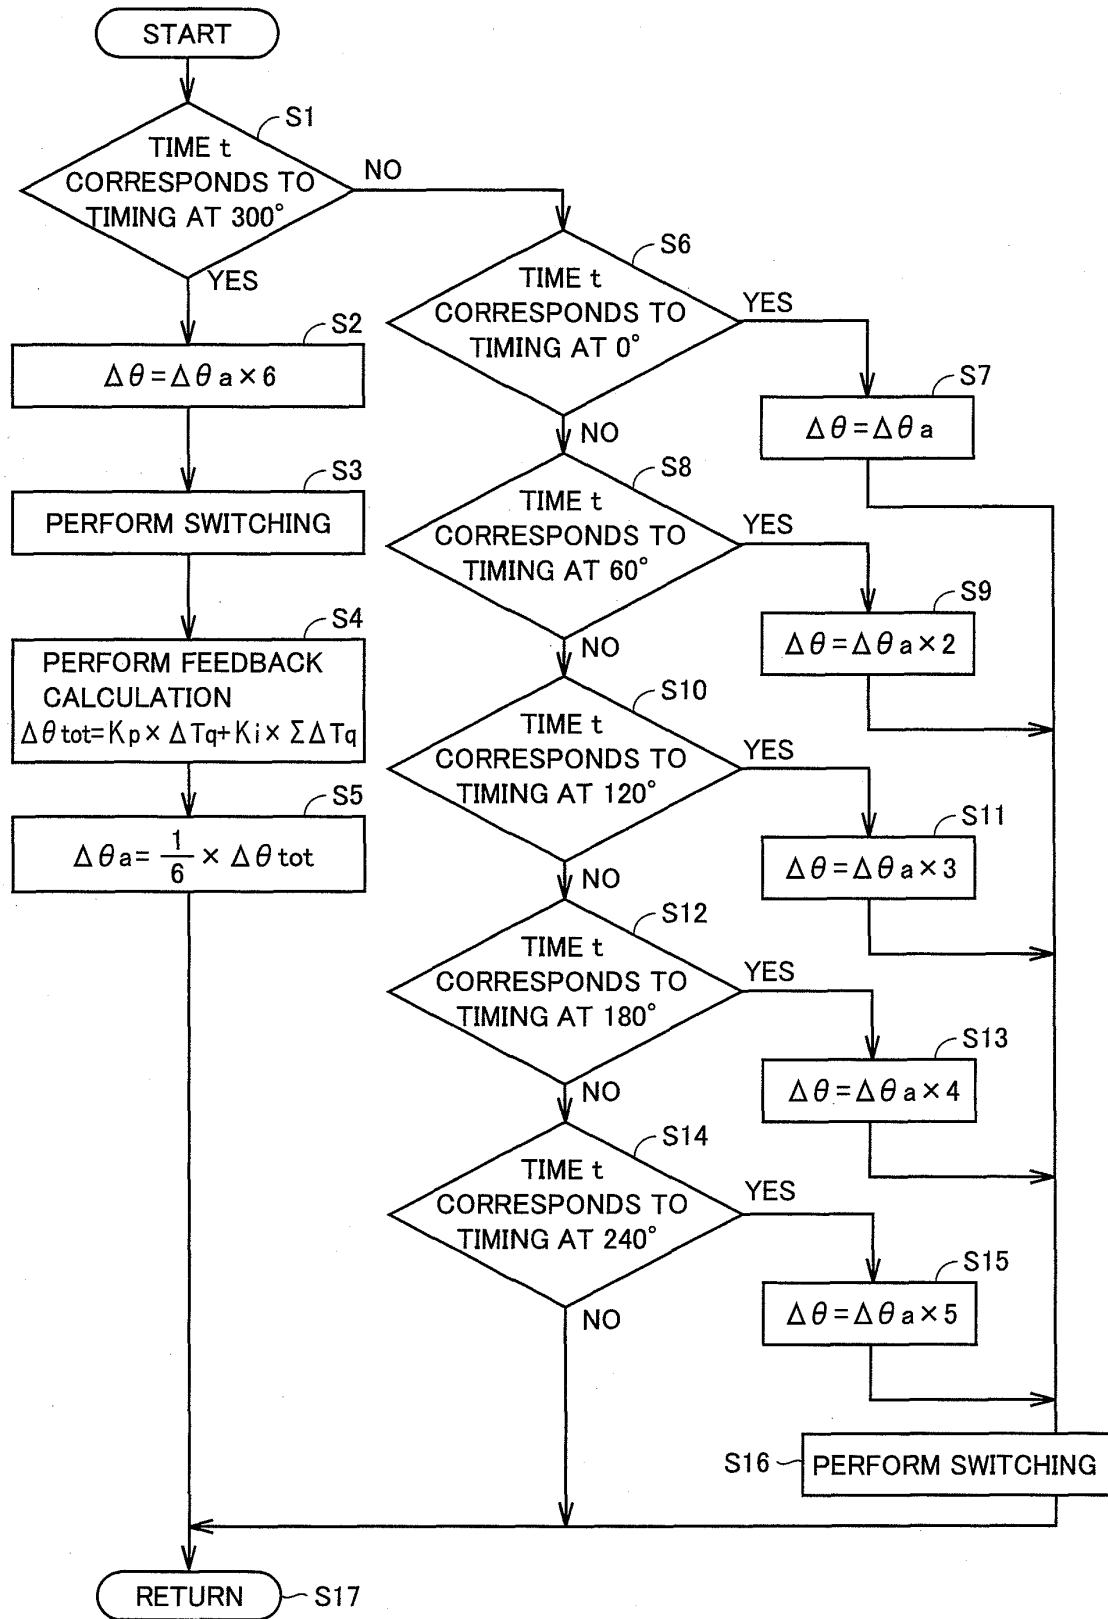 START
S1
TIME t
CORRESPONDS TO
TIMING AT 300°
NO
YES
S2
Δθ=Δθa×6
S3
PERFORM SWITCHING
S4
PERFORM FEEDBACK
CALCULATION
Δθtot=Kp×ΔTq+Ki×ΣΔTq
S5
Δθa= 1/6 × Δθtot
S6
TIME t
CORRESPONDS TO
TIMING AT 0°
YES
NO
S7
Δθ=Δθa
S8
TIME t
CORRESPONDS TO
TIMING AT 60°
YES
NO
S9
Δθ=Δθa×2
S10
TIME t
CORRESPONDS TO
TIMING AT 120°
YES
NO
S11
Δθ=Δθa×3
S12
TIME t
CORRESPONDS TO
TIMING AT 180°
YES
NO
S13
Δθ=Δθa×4
S14
TIME t
CORRESPONDS TO
TIMING AT 240°
YES
NO
S15
Δθ=Δθa×5
S16
PERFORM SWITCHING
RETURN
S17